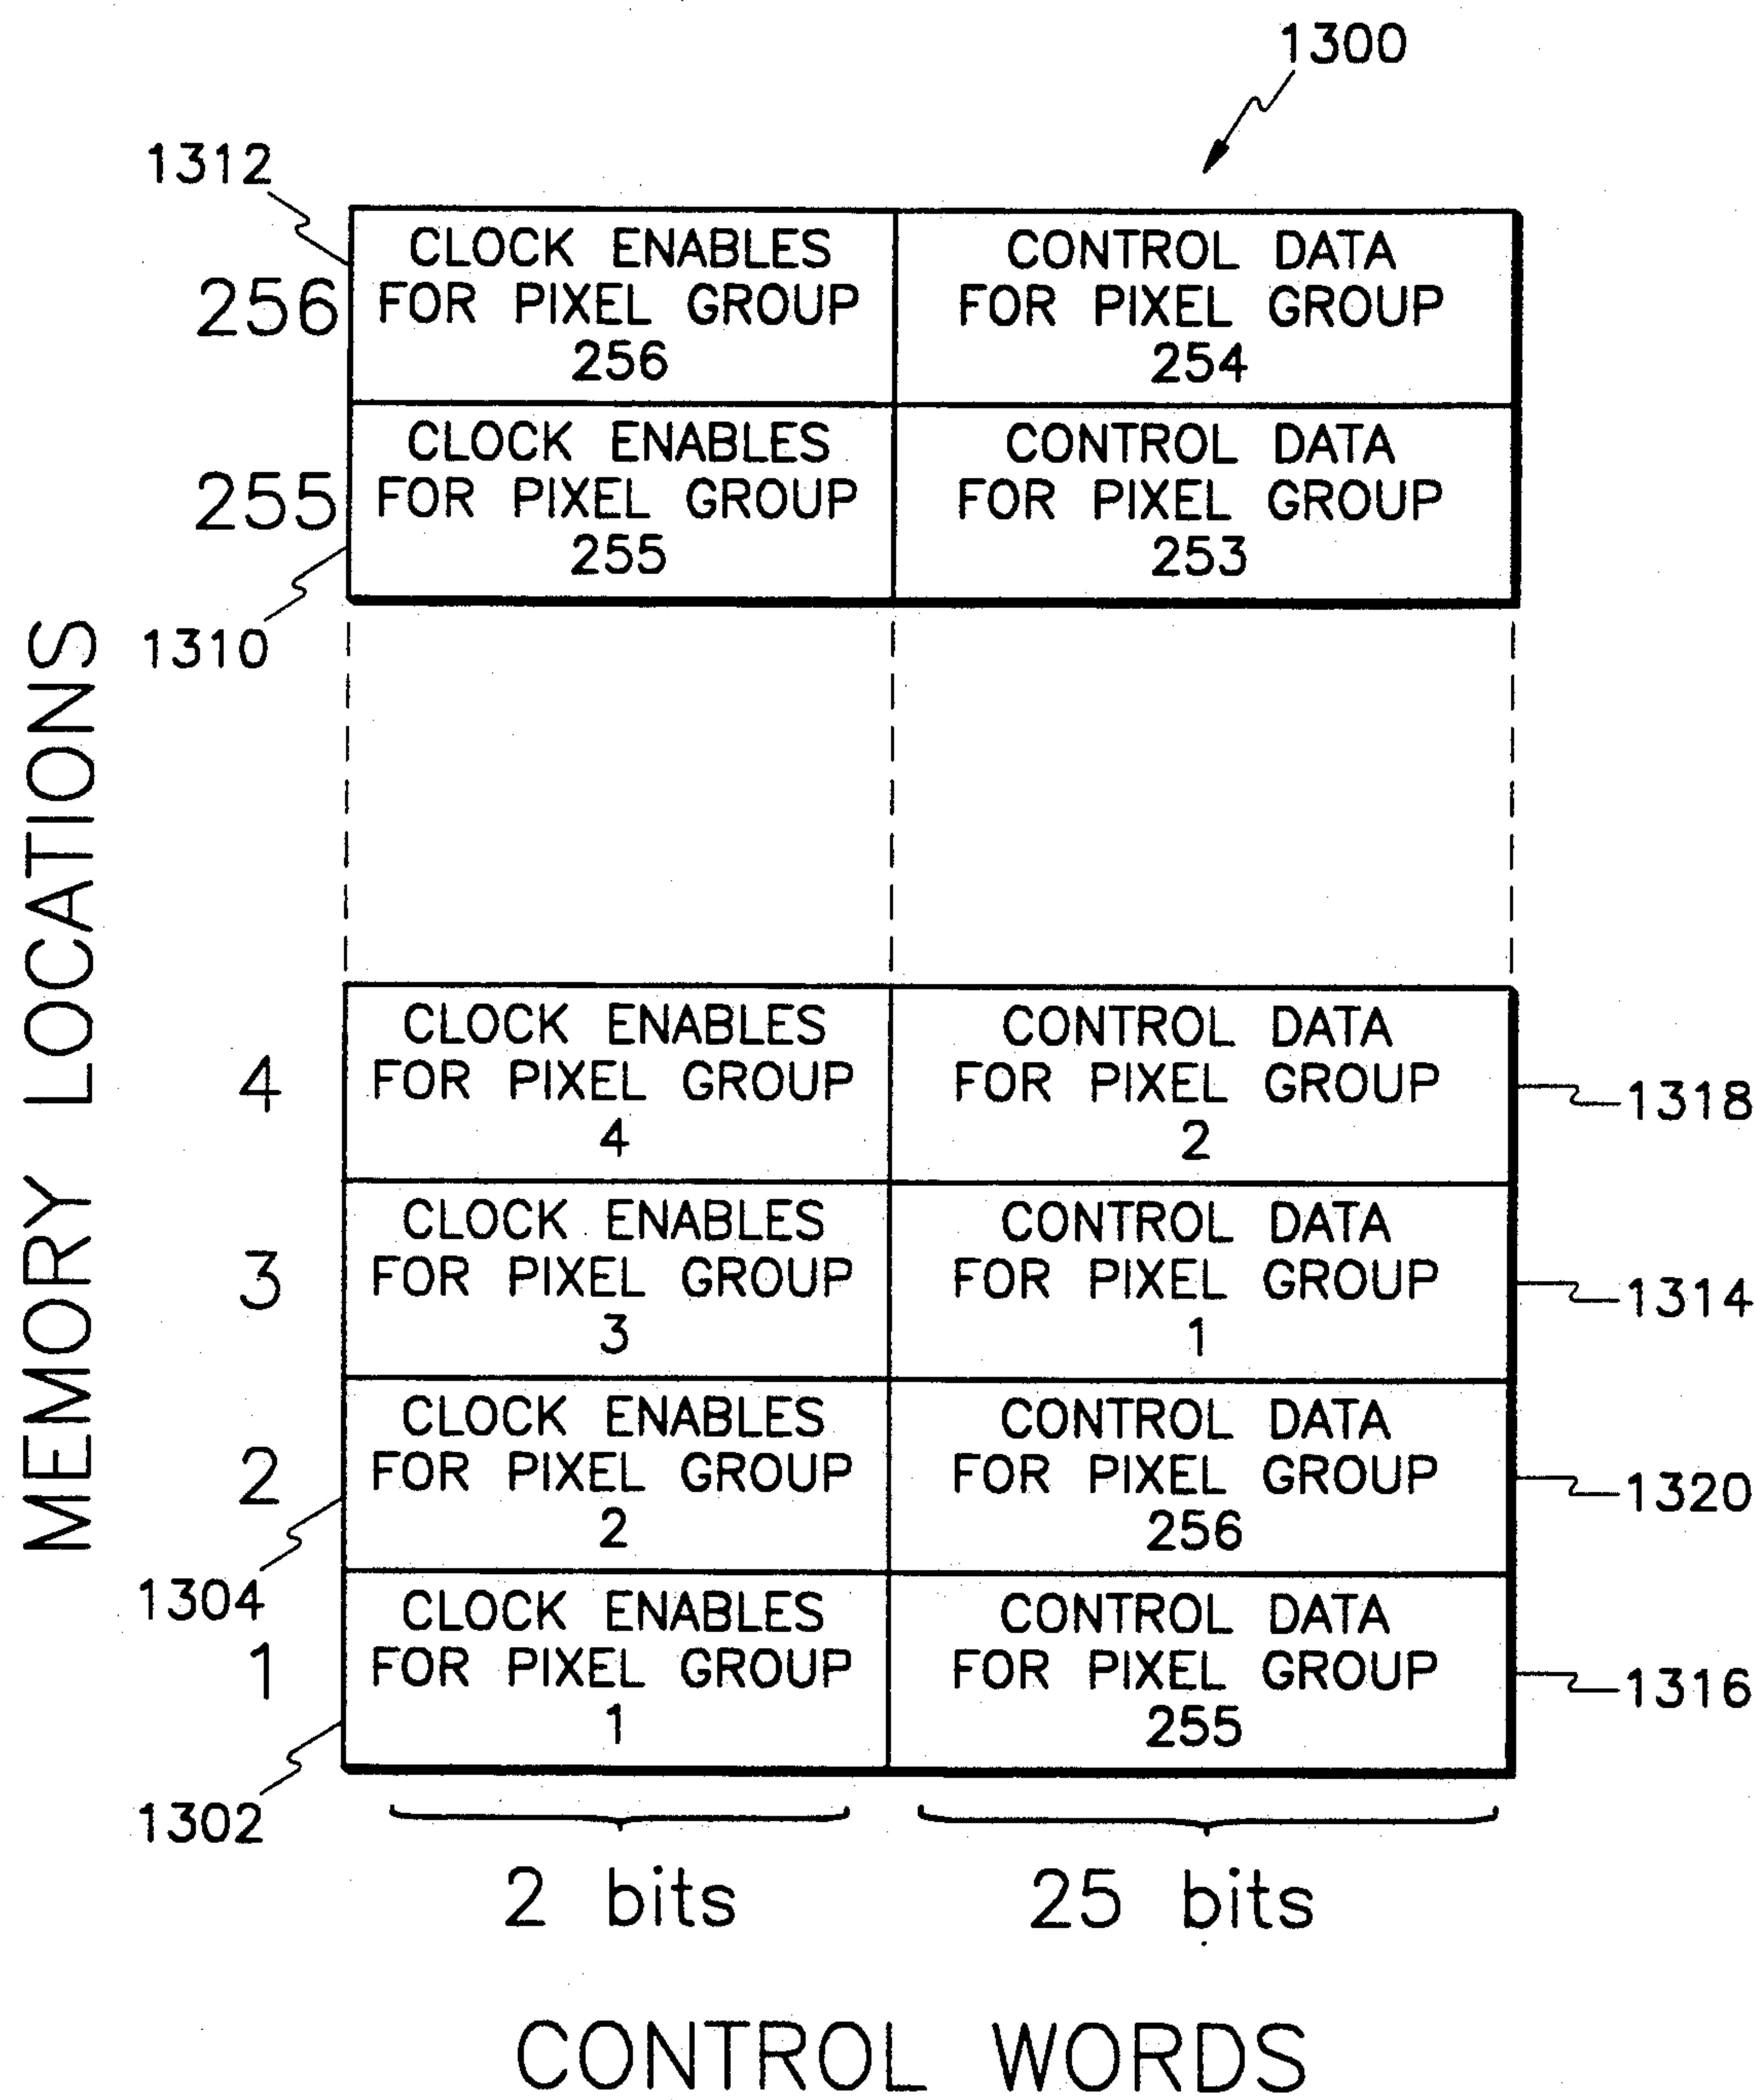 1300
1312
256
CLOCK ENABLES
FOR PIXEL GROUP
256
CONTROL DATA
FOR PIXEL GROUP
254
255
CLOCK ENABLES
FOR PIXEL GROUP
255
CONTROL DATA
FOR PIXEL GROUP
253
1310
MEMORY LOCATIONS
4
CLOCK ENABLES
FOR PIXEL GROUP
4
CONTROL DATA
FOR PIXEL GROUP
2
1318
3
CLOCK ENABLES
FOR PIXEL GROUP
3
CONTROL DATA
FOR PIXEL GROUP
1
1314
2
CLOCK ENABLES
FOR PIXEL GROUP
2
CONTROL DATA
FOR PIXEL GROUP
256
1320
1304
1
CLOCK ENABLES
FOR PIXEL GROUP
1
CONTROL DATA
FOR PIXEL GROUP
255
1316
1302
2 bits
25 bits
CONTROL WORDS